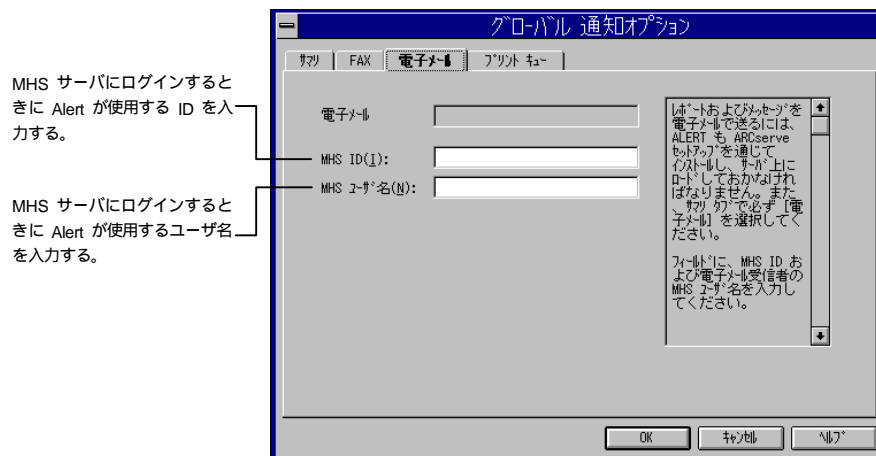 グローバル 通知オプション
ｻﾏﾘ
FAX
電子ﾒｰﾙ
ﾌﾟﾘﾝﾄ ｷｭｰ
MHS サーバにログインすると
きに Alert が使用する ID を入
力する。
MHS サーバにログインすると
きに Alert が使用するユーザ名
を入力する。
電子ﾒｰﾙ
MHS ID(I):
MHS ﾕｰｻﾞ名(N):
ﾚﾎﾟｰﾄおよびﾒｯｾｰｼﾞを
電子ﾒｰﾙで送るには、
ALERT も ARCserve
ｾｯﾄｱｯﾌﾟを通じて
ｲﾝｽﾄｰﾙし、ｻｰﾊﾞ上に
ﾛｰﾄﾞしておかなけれ
ばなりません。また
、ｻﾏﾘ ﾀﾌﾞで必ず [電
子ﾒｰﾙ] を選択してく
ださい。
ﾌｨｰﾙﾄﾞに、MHS ID お
よび電子ﾒｰﾙ受信者の
MHS ﾕｰｻﾞ名を入力し
てください。
OK
ｷｬﾝｾﾙ
ﾍﾙﾌﾟ